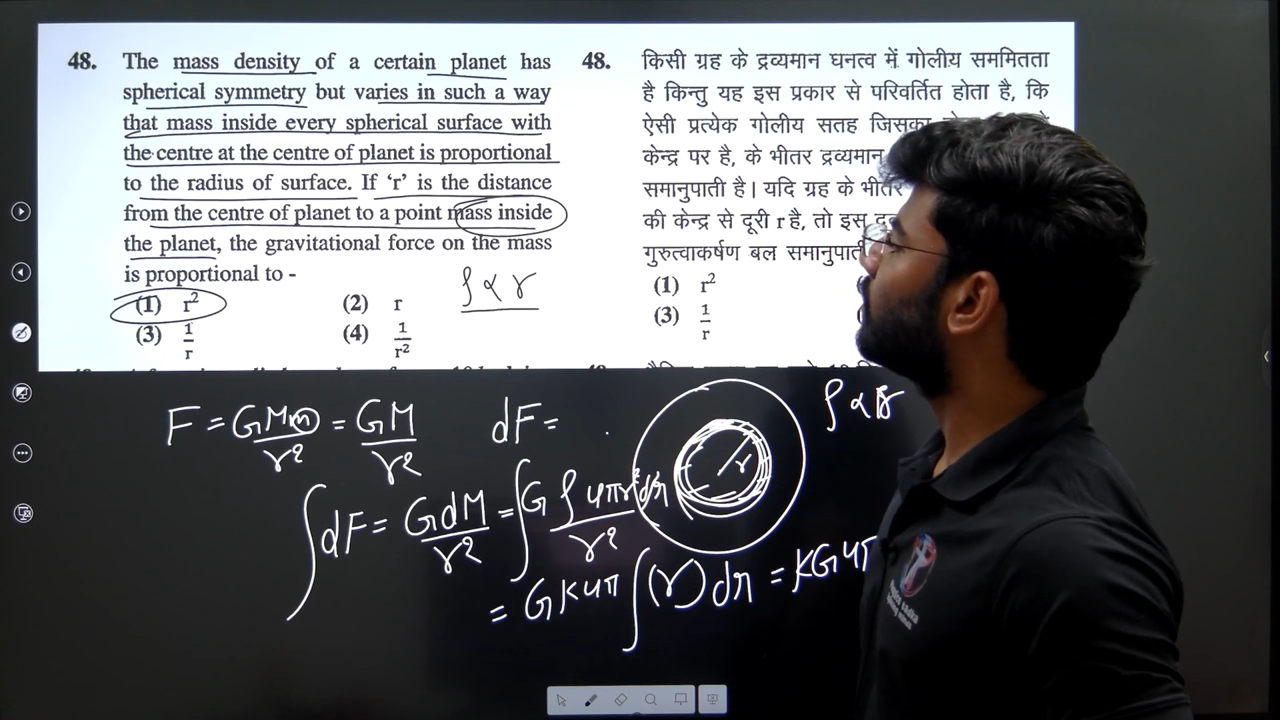 48. The mass density of a certain planet has
spherical symmetry but varies in such a way
that mass inside every spherical surface with
the centre at the centre of planet is proportional
to the radius of surface. If ‘r’ is the distance
from the centre of planet to a point mass inside
the planet, the gravitational force on the mass
is proportional to -
(1) r² (2) r
(3) 1/r (4) 1/r²
ρ ∝ r
48. किसी ग्रह के द्रव्यमान घनत्व में गोलीय सममितता
है किन्तु यह इस प्रकार से परिवर्तित होता है, कि
ऐसी प्रत्येक गोलीय सतह जिसका
केन्द्र पर है, के भीतर द्रव्यमान
समानुपाती है। यदि ग्रह के भीतर
की केन्द्र से दूरी r है, तो इस
गुरुत्वाकर्षण बल समानुपाती
(1) r²
(3) 1/r
F = GMm/r² = GM/r²
dF =
r
ρ ∝
∫dF = GdM/r² = ∫G ρ4πr²dr/r²
= GK4π ∫(r)dr = KG4π